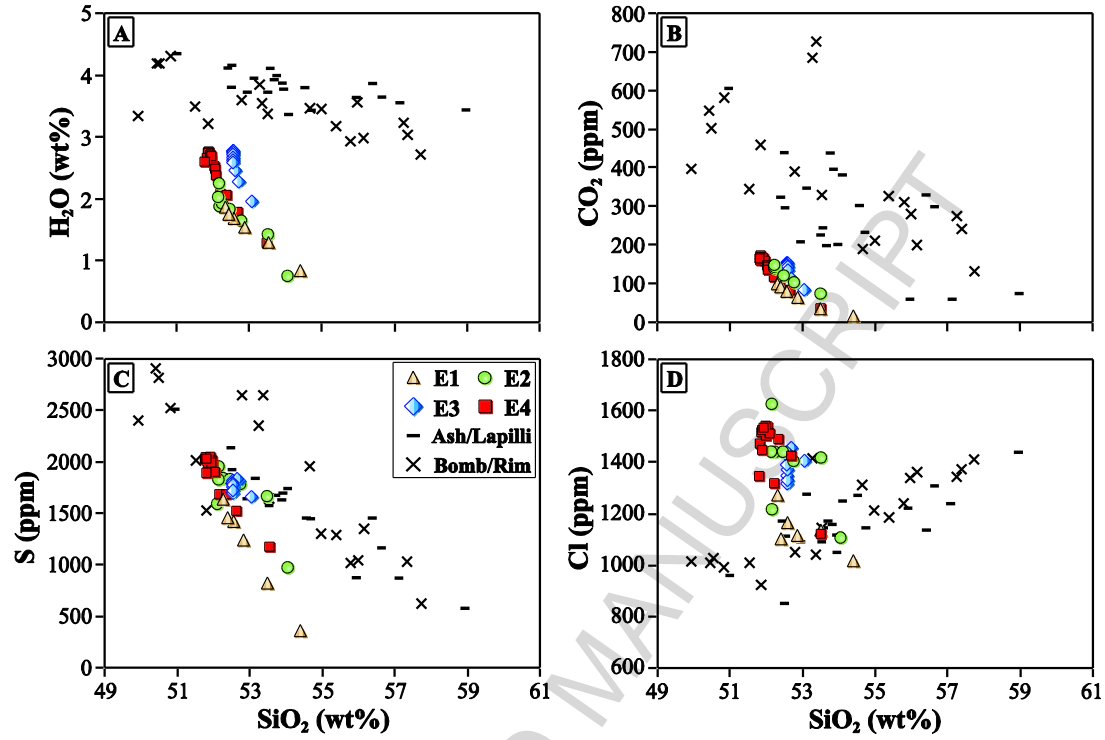 A
H₂O (wt%)
5
4
3
2
1
0
B
CO₂ (ppm)
800
700
600
500
400
300
200
100
0
C
S (ppm)
3000
2500
2000
1500
1000
500
0
E1 E2
E3 E4
Ash/Lapilli
Bomb/Rim
49 51 53 55 57 59 61
SiO₂ (wt%)
D
Cl (ppm)
1800
1600
1400
1200
1000
800
600
49 51 53 55 57 59 61
SiO₂ (wt%)
MANUSCRIPT